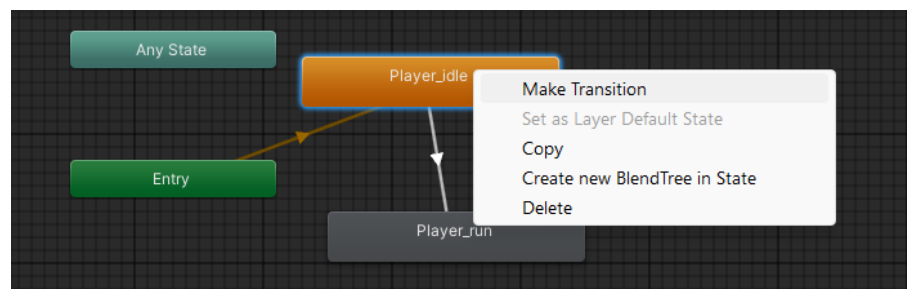 Any State
Player_idle
Make Transition
Set as Layer Default State
Copy
Entry
Create new BlendTree in State
Delete
Player_run